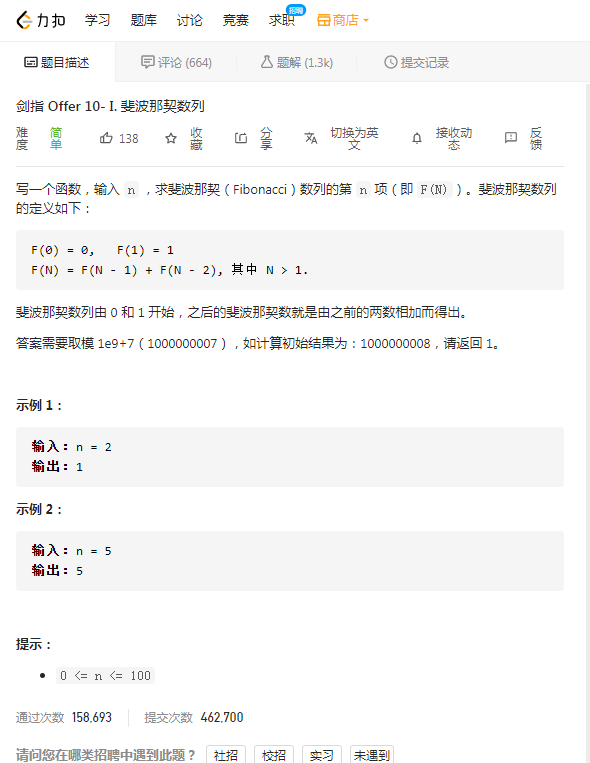 力扣 学习 题库 讨论 竞赛 求职 招聘 商店
题目描述 评论 (664) 题解 (1.3k) 提交记录
剑指 Offer 10- I. 斐波那契数列
难度 简单 138 收藏 分享 切换为英文 接收动态 反馈
写一个函数，输入 n ，求斐波那契（Fibonacci）数列的第 n 项（即 F(N) ）。斐波那契数列
的定义如下：
F(0) = 0, F(1) = 1
F(N) = F(N - 1) + F(N - 2), 其中 N > 1.
斐波那契数列由 0 和 1 开始，之后的斐波那契数就是由之前的两数相加而得出。
答案需要取模 1e9+7（1000000007），如计算初始结果为：1000000008，请返回 1。
示例 1：
输入：n = 2
输出：1
示例 2：
输入：n = 5
输出：5
提示：
0 <= n <= 100
通过次数 158,693 提交次数 462,700
请问您在哪类招聘中遇到此题？ 社招 校招 实习 未遇到